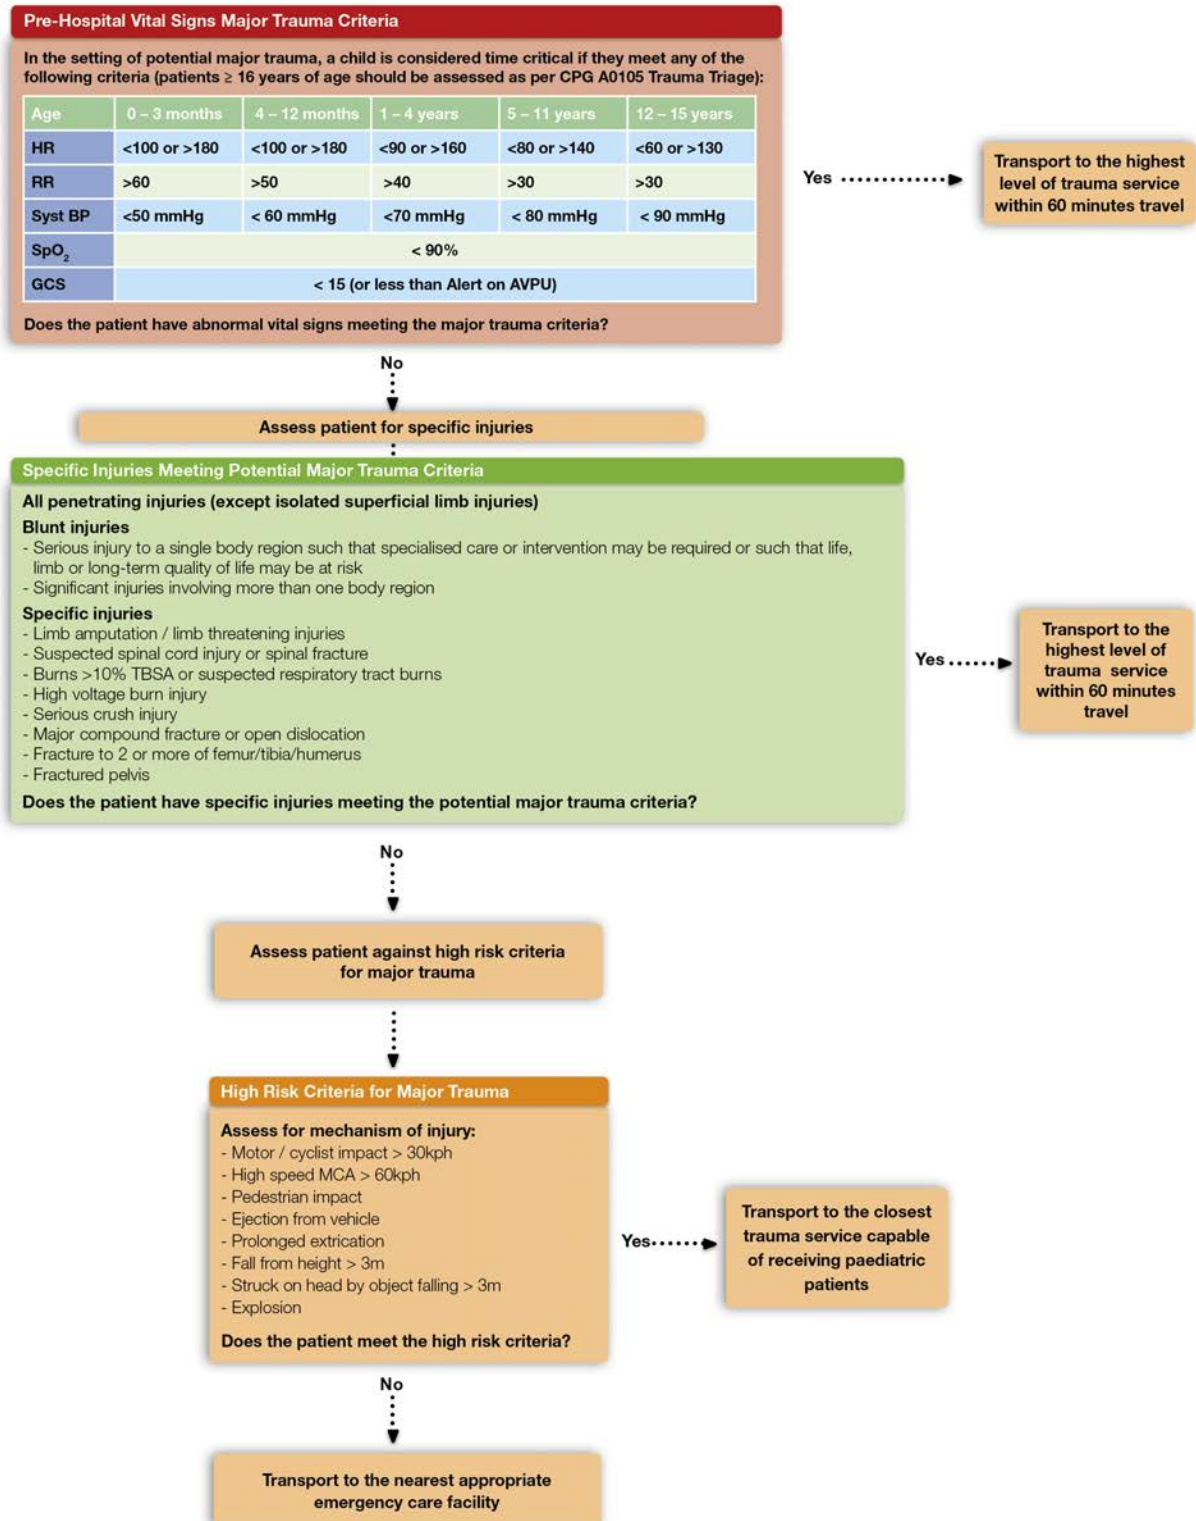 Pre-Hospital Vital Signs Major Trauma Criteria
In the setting of potential major trauma, a child is considered time critical if they meet any of the
following criteria (patients ≥ 16 years of age should be assessed as per CPG A0105 Trauma Triage):
Age 0 – 3 months 4 – 12 months 1 – 4 years 5 – 11 years 12 – 15 years
HR <100 or >180 <100 or >180 <90 or >160 <80 or >140 <60 or >130
RR >60 >50 >40 >30 >30
Syst BP <50 mmHg < 60 mmHg <70 mmHg < 80 mmHg < 90 mmHg
SpO₂ < 90%
GCS < 15 (or less than Alert on AVPU)
Does the patient have abnormal vital signs meeting the major trauma criteria?
Yes
Transport to the highest
level of trauma service
within 60 minutes travel
No
Assess patient for specific injuries
Specific Injuries Meeting Potential Major Trauma Criteria
All penetrating injuries (except isolated superficial limb injuries)
Blunt injuries
- Serious injury to a single body region such that specialised care or intervention may be required or such that life,
limb or long-term quality of life may be at risk
- Significant injuries involving more than one body region
Specific injuries
- Limb amputation / limb threatening injuries
- Suspected spinal cord injury or spinal fracture
- Burns >10% TBSA or suspected respiratory tract burns
- High voltage burn injury
- Serious crush injury
- Major compound fracture or open dislocation
- Fracture to 2 or more of femur/tibia/humerus
- Fractured pelvis
Does the patient have specific injuries meeting the potential major trauma criteria?
Yes
Transport to the
highest level of
trauma service
within 60 minutes
travel
No
Assess patient against high risk criteria
for major trauma
High Risk Criteria for Major Trauma
Assess for mechanism of injury:
- Motor / cyclist impact > 30kph
- High speed MCA > 60kph
- Pedestrian impact
- Ejection from vehicle
- Prolonged extrication
- Fall from height > 3m
- Struck on head by object falling > 3m
- Explosion
Does the patient meet the high risk criteria?
Yes
Transport to the closest
trauma service capable
of receiving paediatric
patients
No
Transport to the nearest appropriate
emergency care facility